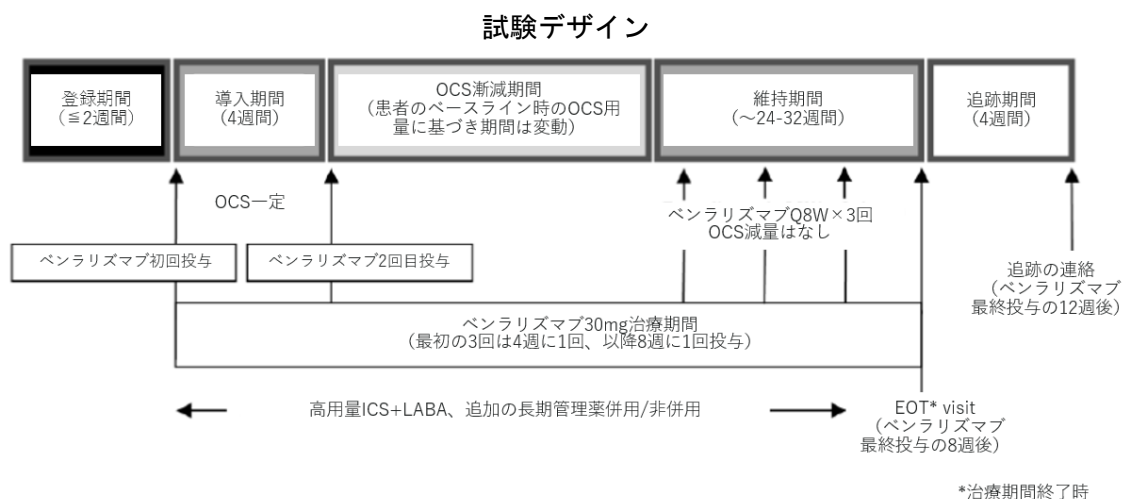 試験デザイン
登録期間
（≦2週間）
導入期間
（4週間）
OCS漸減期間
（患者のベースライン時のOCS用
量に基づき期間は変動）
維持期間
（～24-32週間）
追跡期間
（4週間）
OCS一定
ベンラリズマブQ8W×3回
OCS減量はなし
ベンラリズマブ初回投与
ベンラリズマブ2回目投与
追跡の連絡
（ベンラリズマブ
最終投与の12週後）
ベンラリズマブ30mg治療期間
（最初の3回は4週に1回、以降8週に1回投与）
高用量ICS+LABA、追加の長期管理薬併用/非併用
EOT* visit
（ベンラリズマブ
最終投与の8週後）
*治療期間終了時